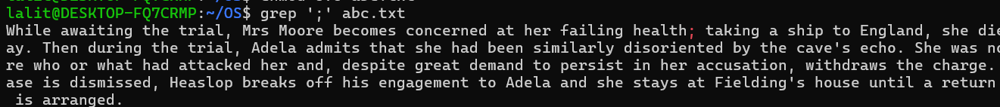 lalit@DESKTOP-FQ7CRMP:~/OS$ grep ';' abc.txt
While awaiting the trial, Mrs Moore becomes concerned at her failing health; taking a ship to England, she die
ay. Then during the trial, Adela admits that she had been similarly disoriented by the cave's echo. She was no
re who or what had attacked her and, despite great demand to persist in her accusation, withdraws the charge.
ase is dismissed, Heaslop breaks off his engagement to Adela and she stays at Fielding's house until a return
is arranged.